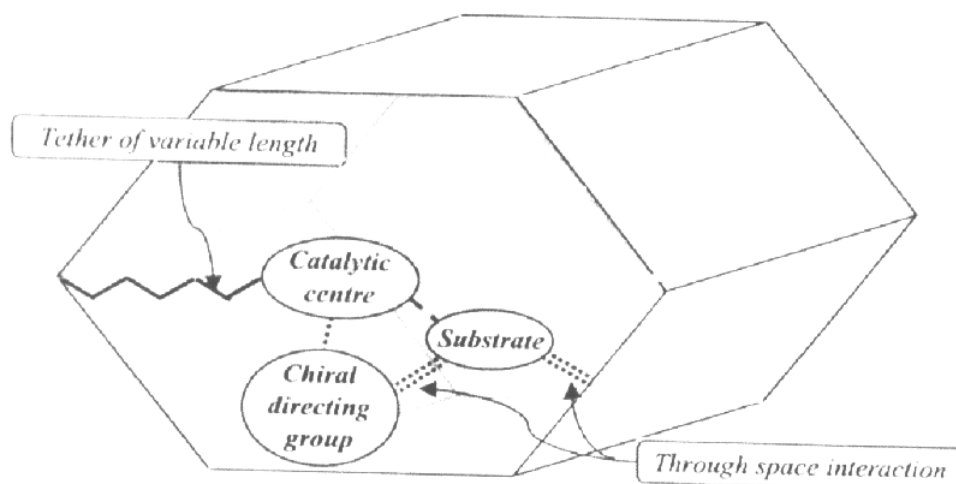 Tether of variable length
Catalytic
centre
Substrate
Chiral
directing
group
Through space interaction